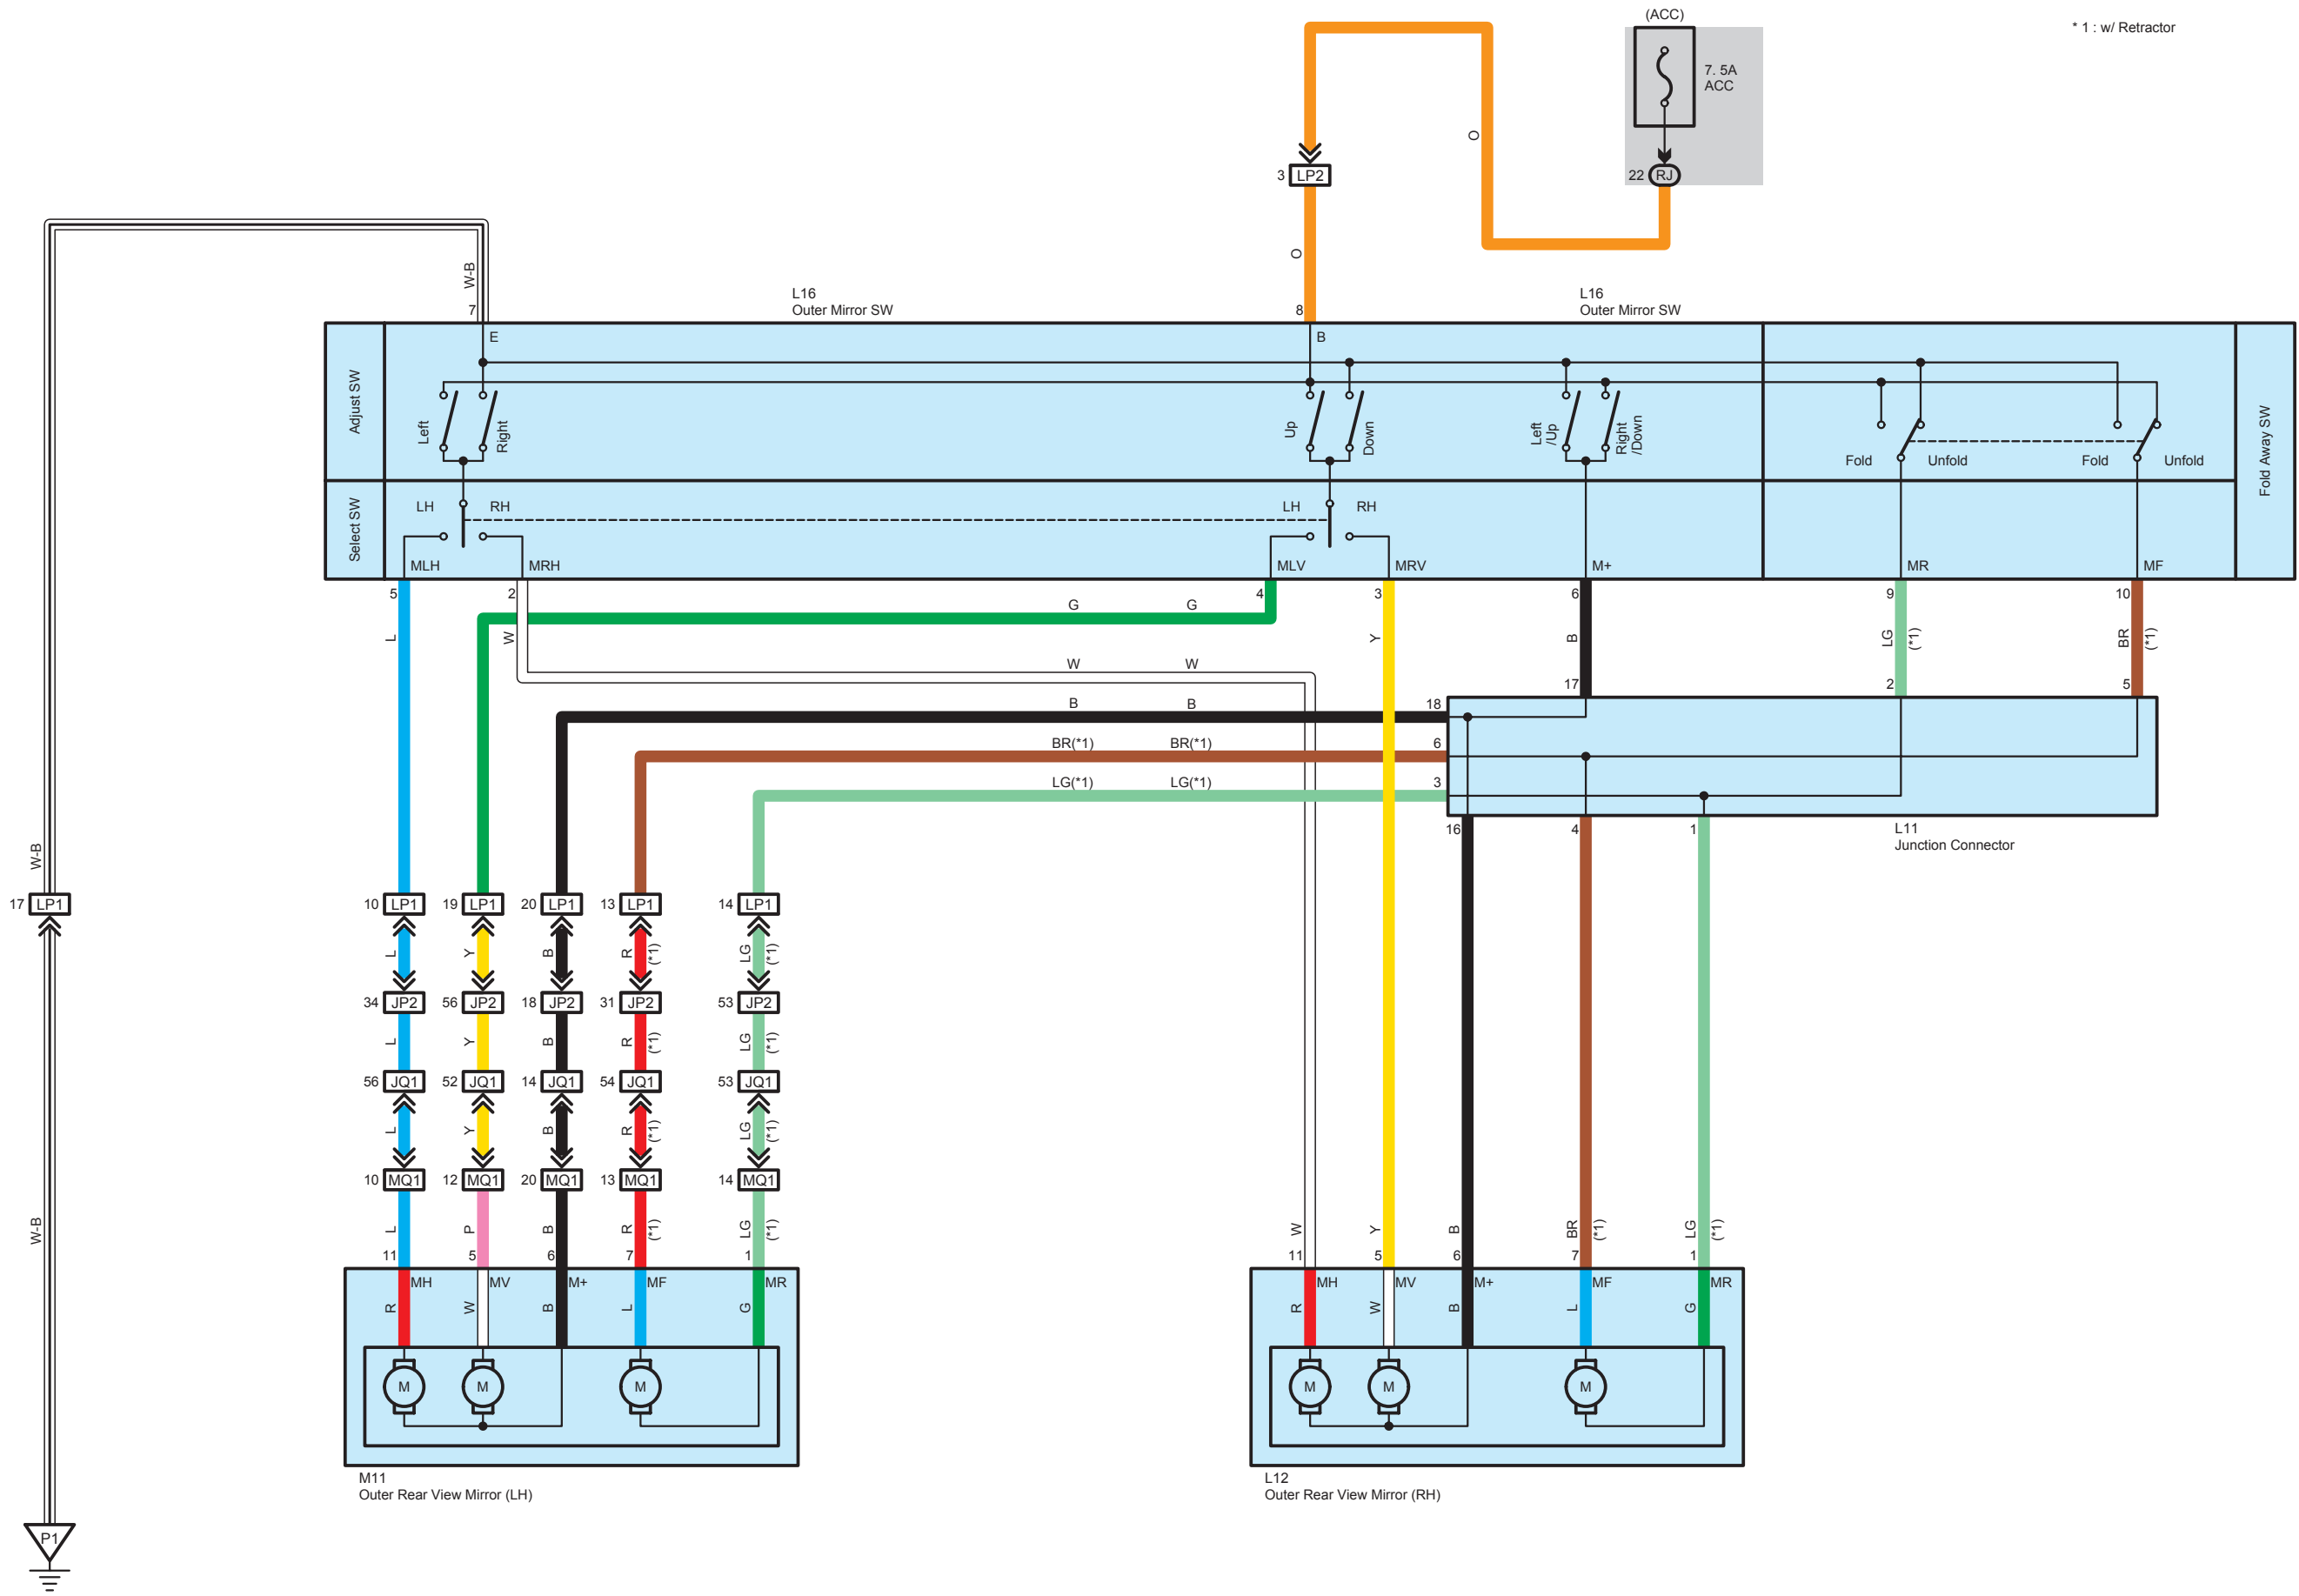 (ACC)
* 1 : w/ Retractor
7. 5A
ACC
O
3 LP2
22 RJ
O
W-B
L16
Outer Mirror SW
L16
Outer Mirror SW
7
8
E
B
Adjust SW
Left
Right
Up
Down
Left
/Up
Right
/Down
Fold
Unfold
Fold
Unfold
Fold Away SW
Select SW
LH
RH
LH
RH
MLH
MRH
MLV
MRV
M+
MR
MF
5
2
4
3
6
9
10
G
G
L
W
Y
B
LG
(*1)
BR
(*1)
W
W
17
2
5
B
B
18
BR(*1)
BR(*1)
6
LG(*1)
LG(*1)
3
16
4
1
L11
Junction Connector
W-B
17 LP1
10 LP1
19 LP1
20 LP1
13 LP1
14 LP1
L
Y
B
R
(*1)
LG
(*1)
34 JP2
56 JP2
18 JP2
31 JP2
53 JP2
L
Y
B
R
(*1)
LG
(*1)
56 JQ1
52 JQ1
14 JQ1
54 JQ1
53 JQ1
L
Y
B
R
(*1)
LG
(*1)
10 MQ1
12 MQ1
20 MQ1
13 MQ1
14 MQ1
W-B
L
P
B
R
(*1)
LG
(*1)
W
Y
B
BR
(*1)
LG
(*1)
11
5
6
7
1
11
5
6
7
1
MH
MV
M+
MF
MR
MH
MV
M+
MF
MR
R
W
B
L
G
R
W
B
L
G
M
M
M
M
M
M
M11
Outer Rear View Mirror (LH)
L12
Outer Rear View Mirror (RH)
P1